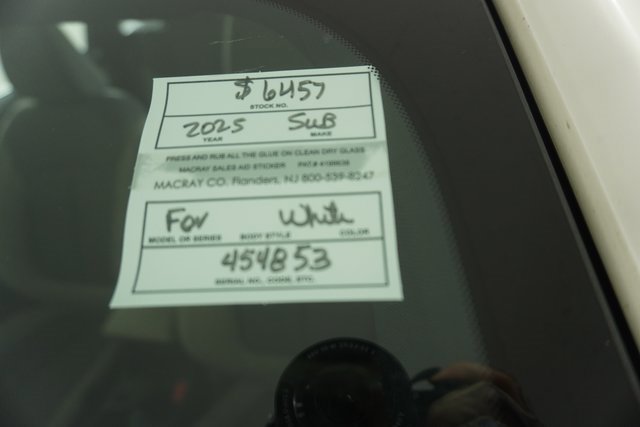 $6457
STOCK NO.
2025 SUB
YEAR MAKE
PRESS AND RUB ALL THE GLUE ON CLEAN DRY GLASS
MACRAY SALES AID STICKER PAT.#
MACRAY CO. Flanders, NJ 800-539-8247
For White
MODEL OR SERIES BODY STYLE COLOR
454853
SERIAL NO. CODE, ETC.